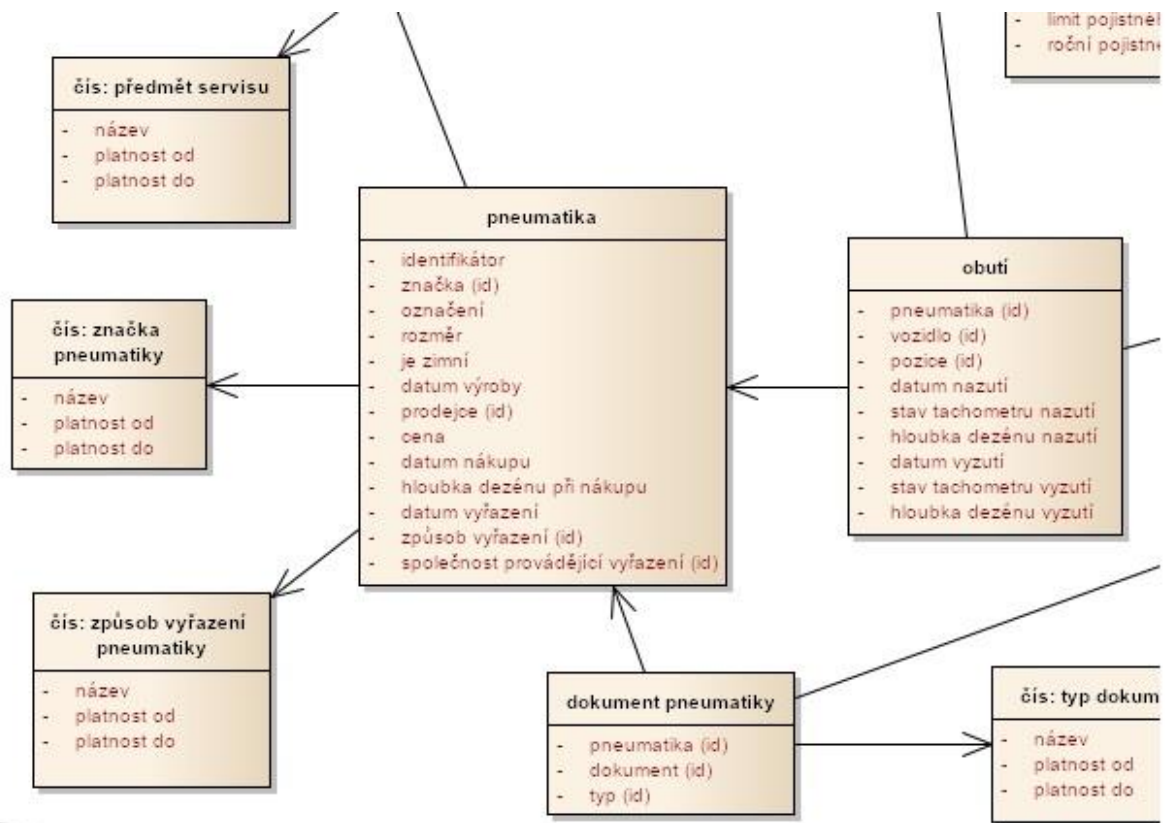 - limit pojistné
- roční pojistn
čís: předmět servisu
- název
- platnost od
- platnost do
pneumatika
- identifikátor
- značka (id)
- označení
- rozměr
- je zimní
- datum výroby
- prodejce (id)
- cena
- datum nákupu
- hloubka dezénu při nákupu
- datum vyřazení
- způsob vyřazení (id)
- společnost provádějící vyřazení (id)
obutí
- pneumatika (id)
- vozidlo (id)
- pozice (id)
- datum nazutí
- stav tachometru nazutí
- hloubka dezénu nazutí
- datum vyzutí
- stav tachometru vyzutí
- hloubka dezénu vyzutí
čís: značka
pneumatiky
- název
- platnost od
- platnost do
čís: způsob vyřazení
pneumatiky
- název
- platnost od
- platnost do
dokument pneumatiky
- pneumatika (id)
- dokument (id)
- typ (id)
čís: typ dokum
- název
- platnost od
- platnost do